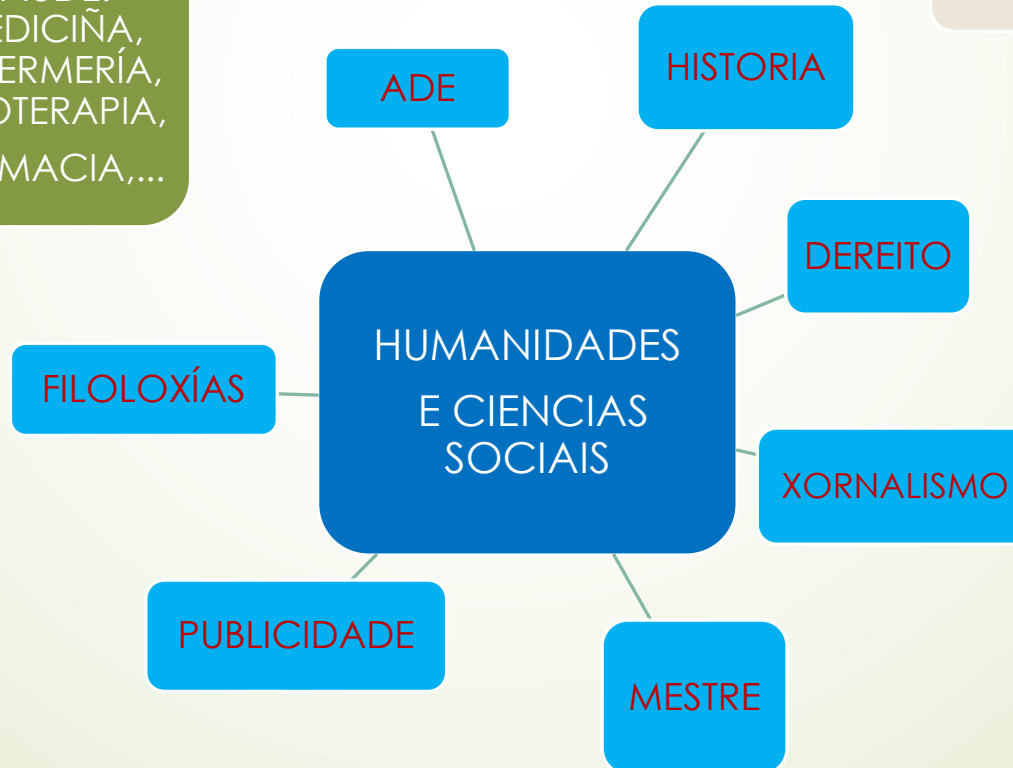 EDICIÑA,
ERMERÍA,
OTERAPIA,
MACIA,...
ADE
HISTORIA
DEREITO
HUMANIDADES
E CIENCIAS
SOCIAIS
FILOLOXÍAS
XORNALISMO
PUBLICIDADE
MESTRE